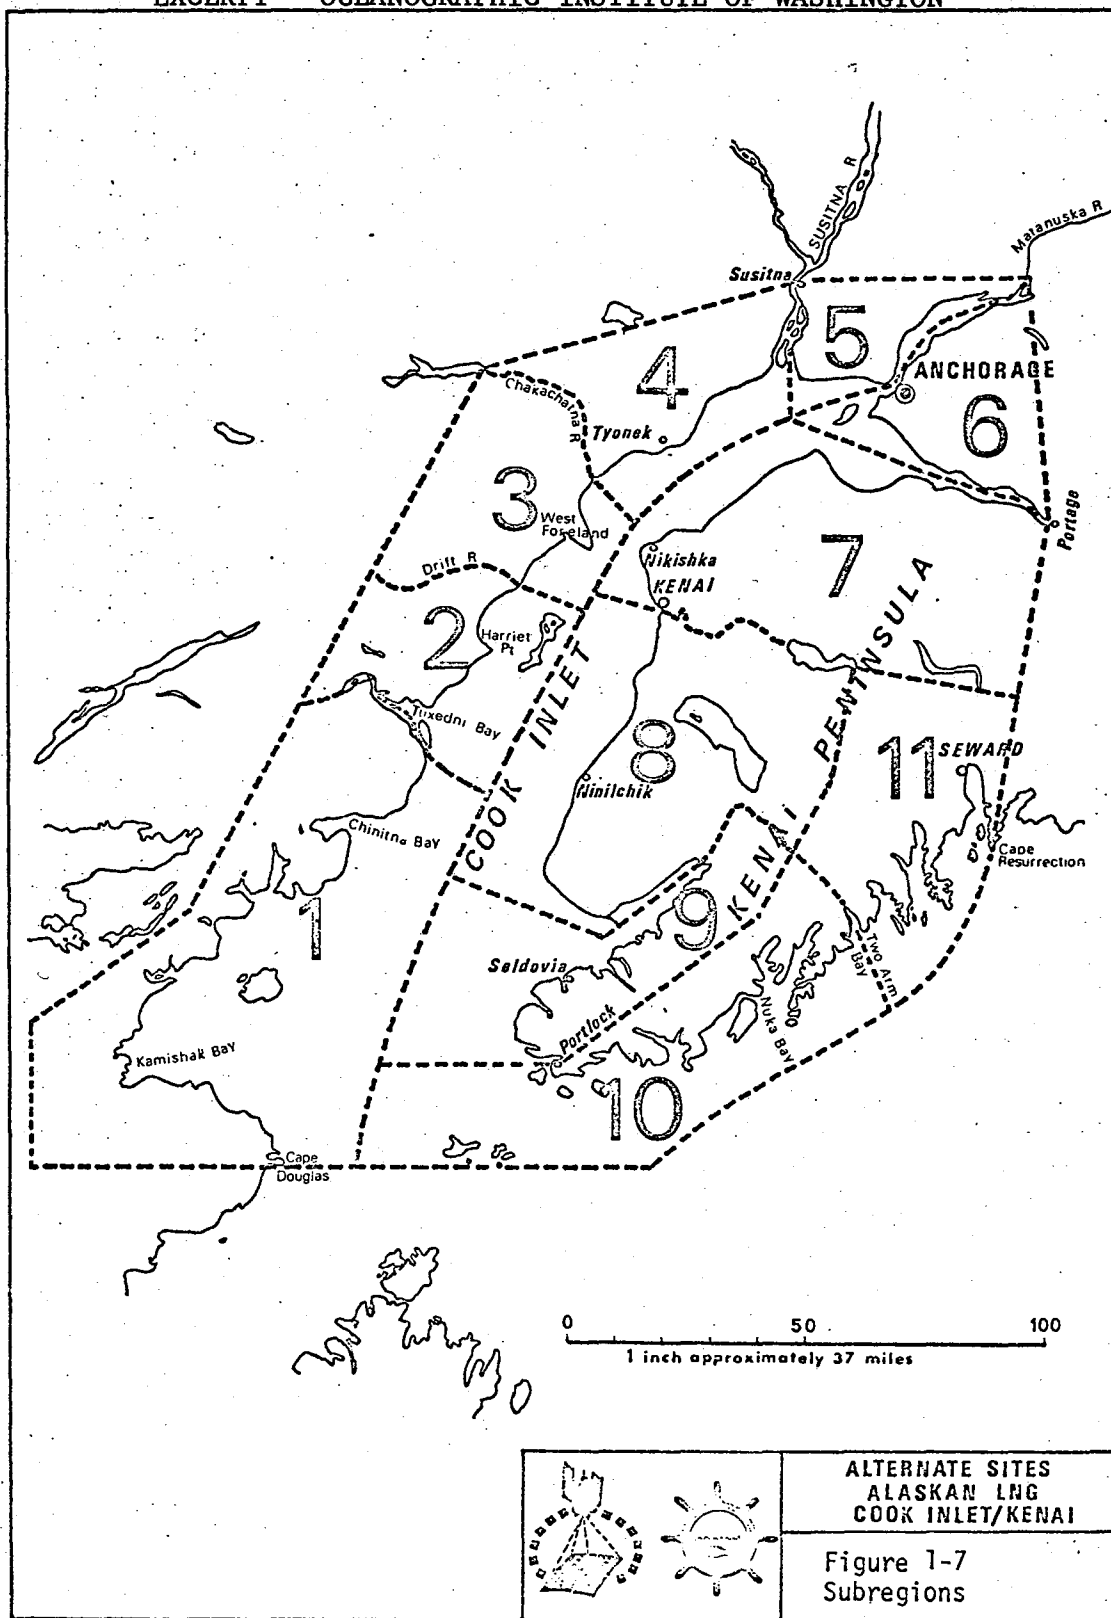 EXCERPT - OCEANOGRAPHIC INSTITUTE OF WASHINGTON
SUSITNA R
Matanuska R
Susitna
5
4
ANCHORAGE
Chakachatna R
6
Tyonek
3
West
Foreland
Portage
Nikishka
7
Drift R
KENAI
2
Harriet
Pt
COOK INLET
KENAI PENINSULA
Tuxedni Bay
8
11
SEWARD
Ninilchik
Chinitna Bay
Cape
Resurrection
1
9
Two Arm
Bay
Seldovia
Portlock
Nuka Bay
Kamishak Bay
10
Cape
Douglas
0 50 100
1 inch approximately 37 miles
ALTERNATE SITES
ALASKAN LNG
COOK INLET/KENAI
Figure 1-7
Subregions